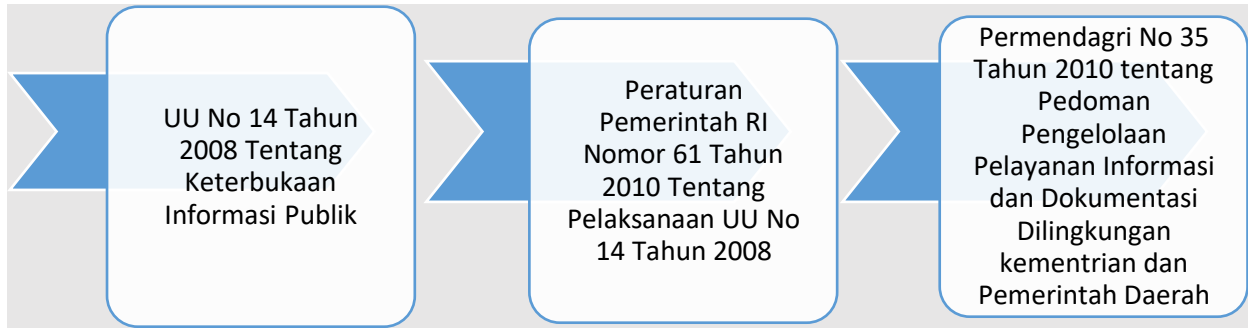 UU No 14 Tahun
2008 Tentang
Keterbukaan
Informasi Publik
Peraturan
Pemerintah RI
Nomor 61 Tahun
2010 Tentang
Pelaksanaan UU No
14 Tahun 2008
Permendagri No 35
Tahun 2010 tentang
Pedoman
Pengelolaan
Pelayanan Informasi
dan Dokumentasi
Dilingkungan
kementrian dan
Pemerintah Daerah